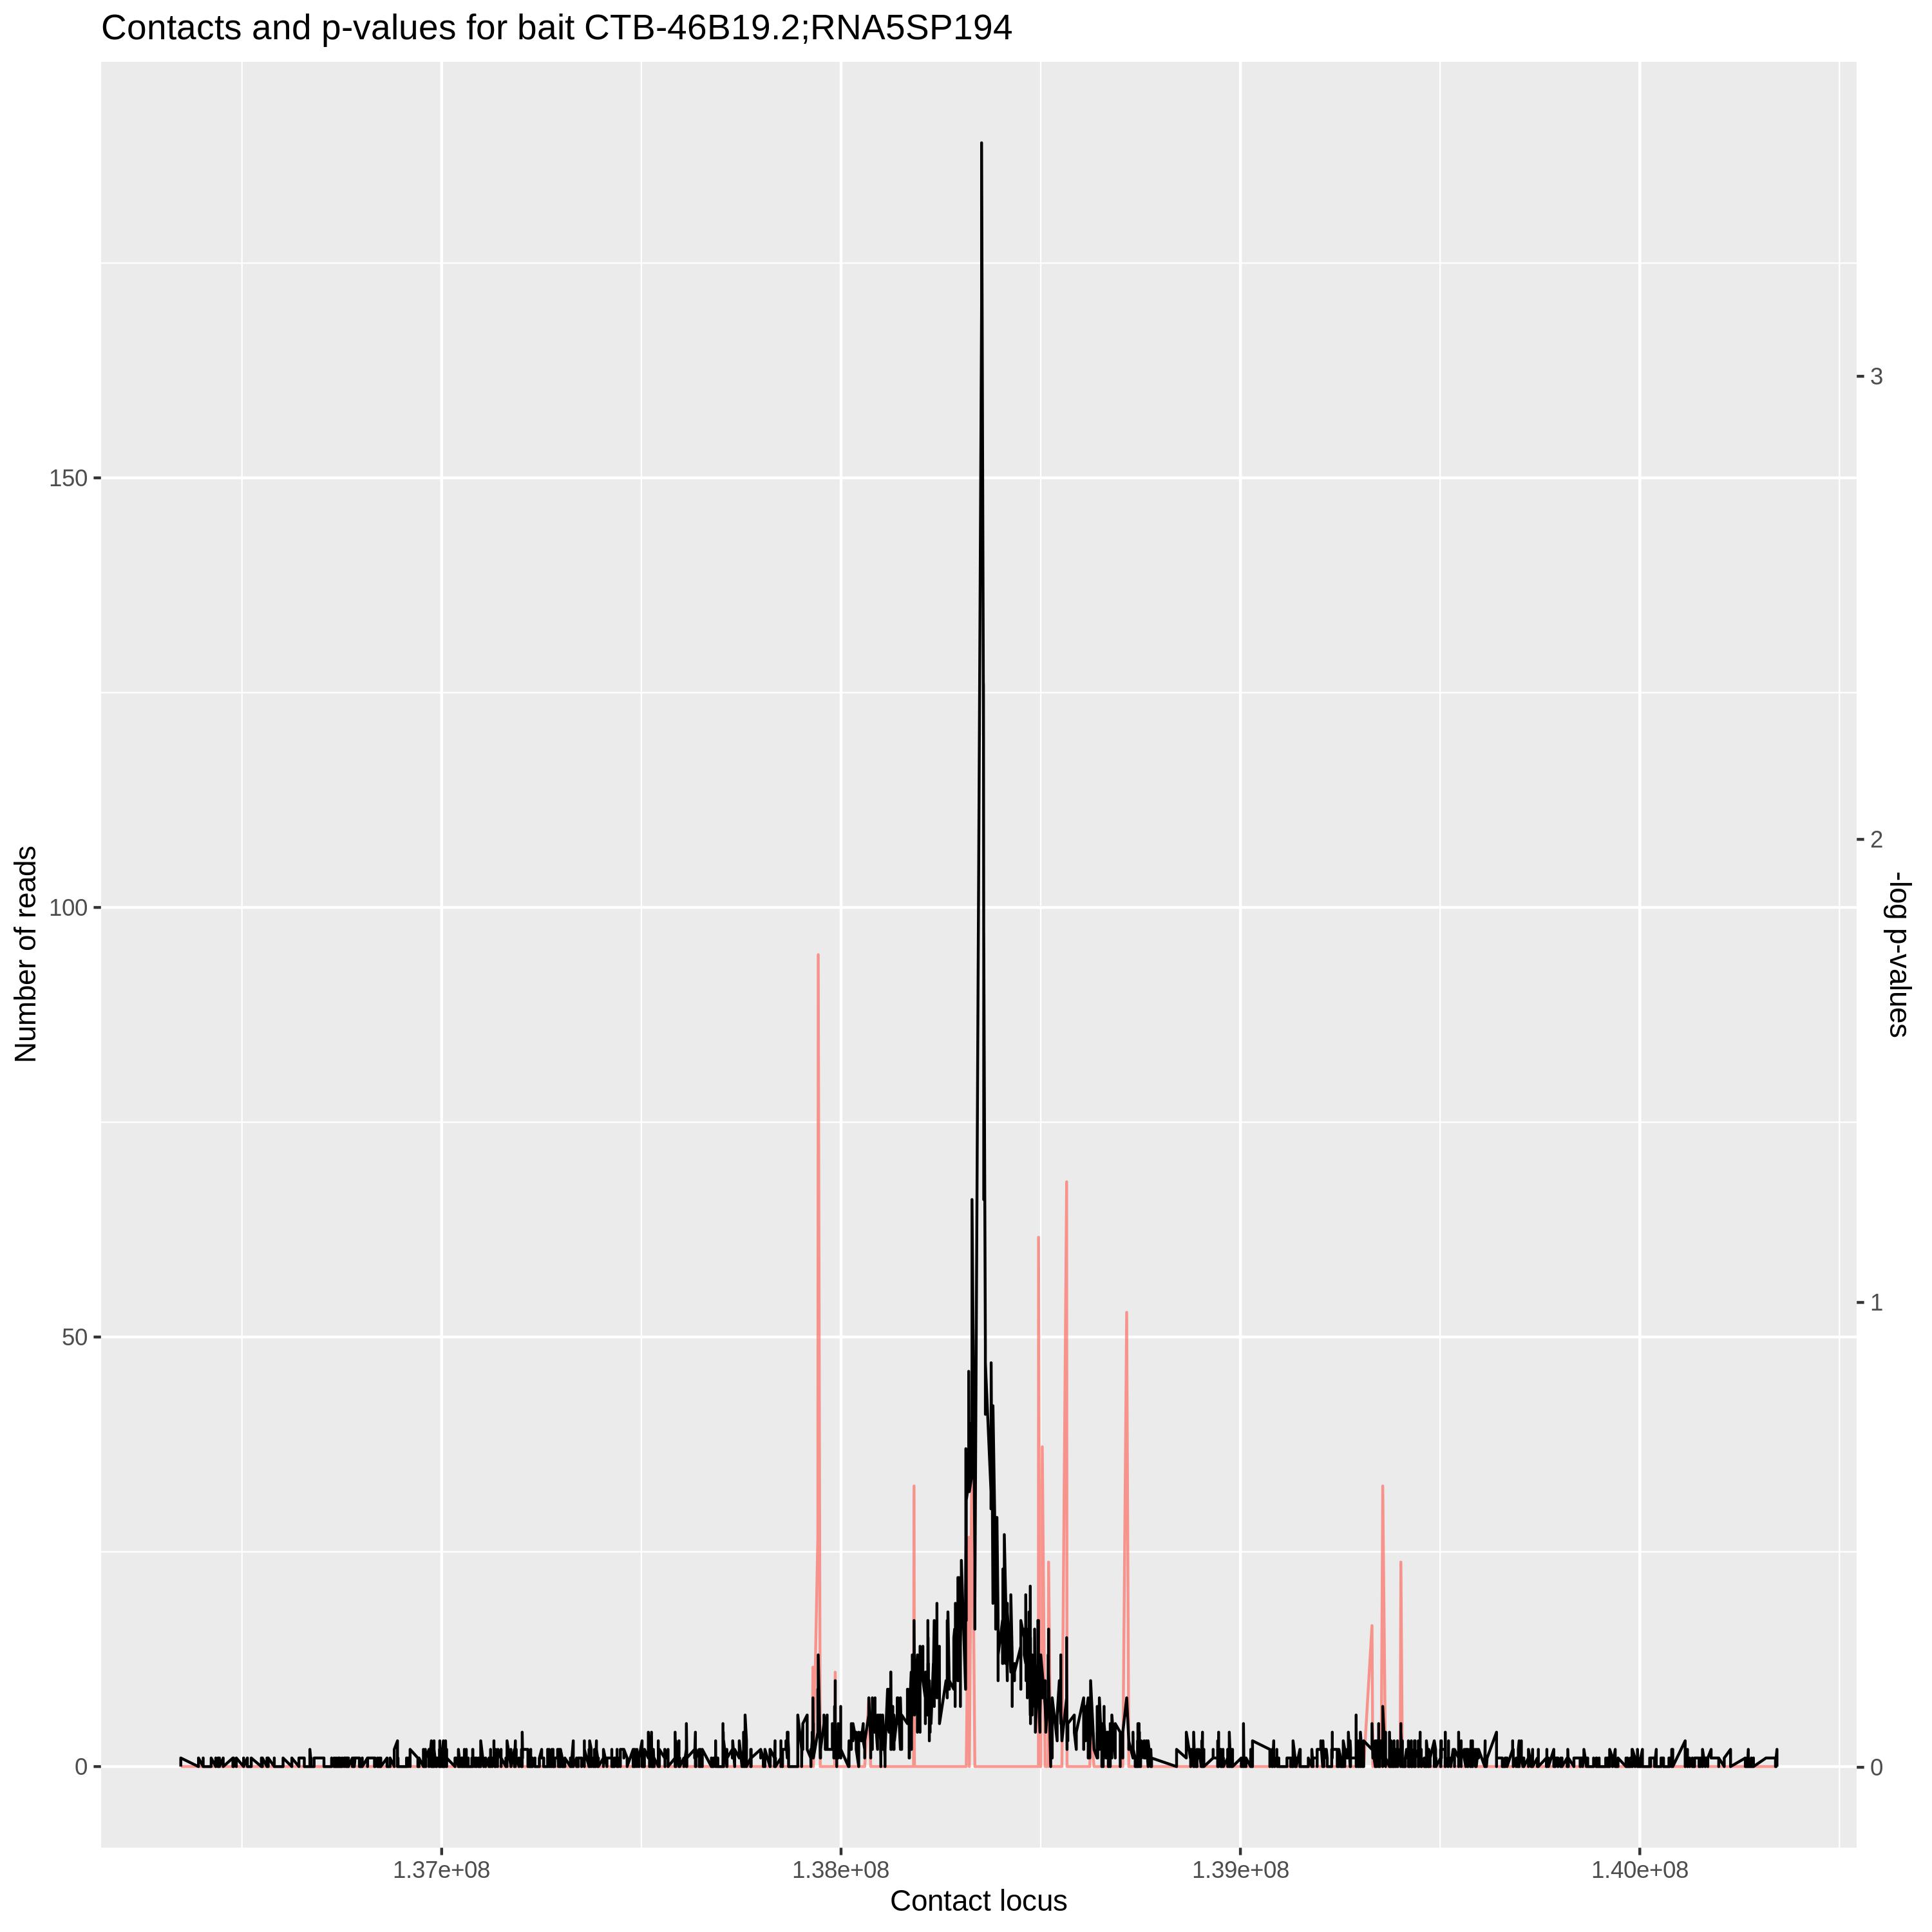 Contacts and p-values for bait CTB-46B19.2;RNA5SP194
Number of reads
150
100
50
0
3
2
1
0
-log p-values
1.37e+08
1.38e+08
1.39e+08
1.40e+08
Contact locus